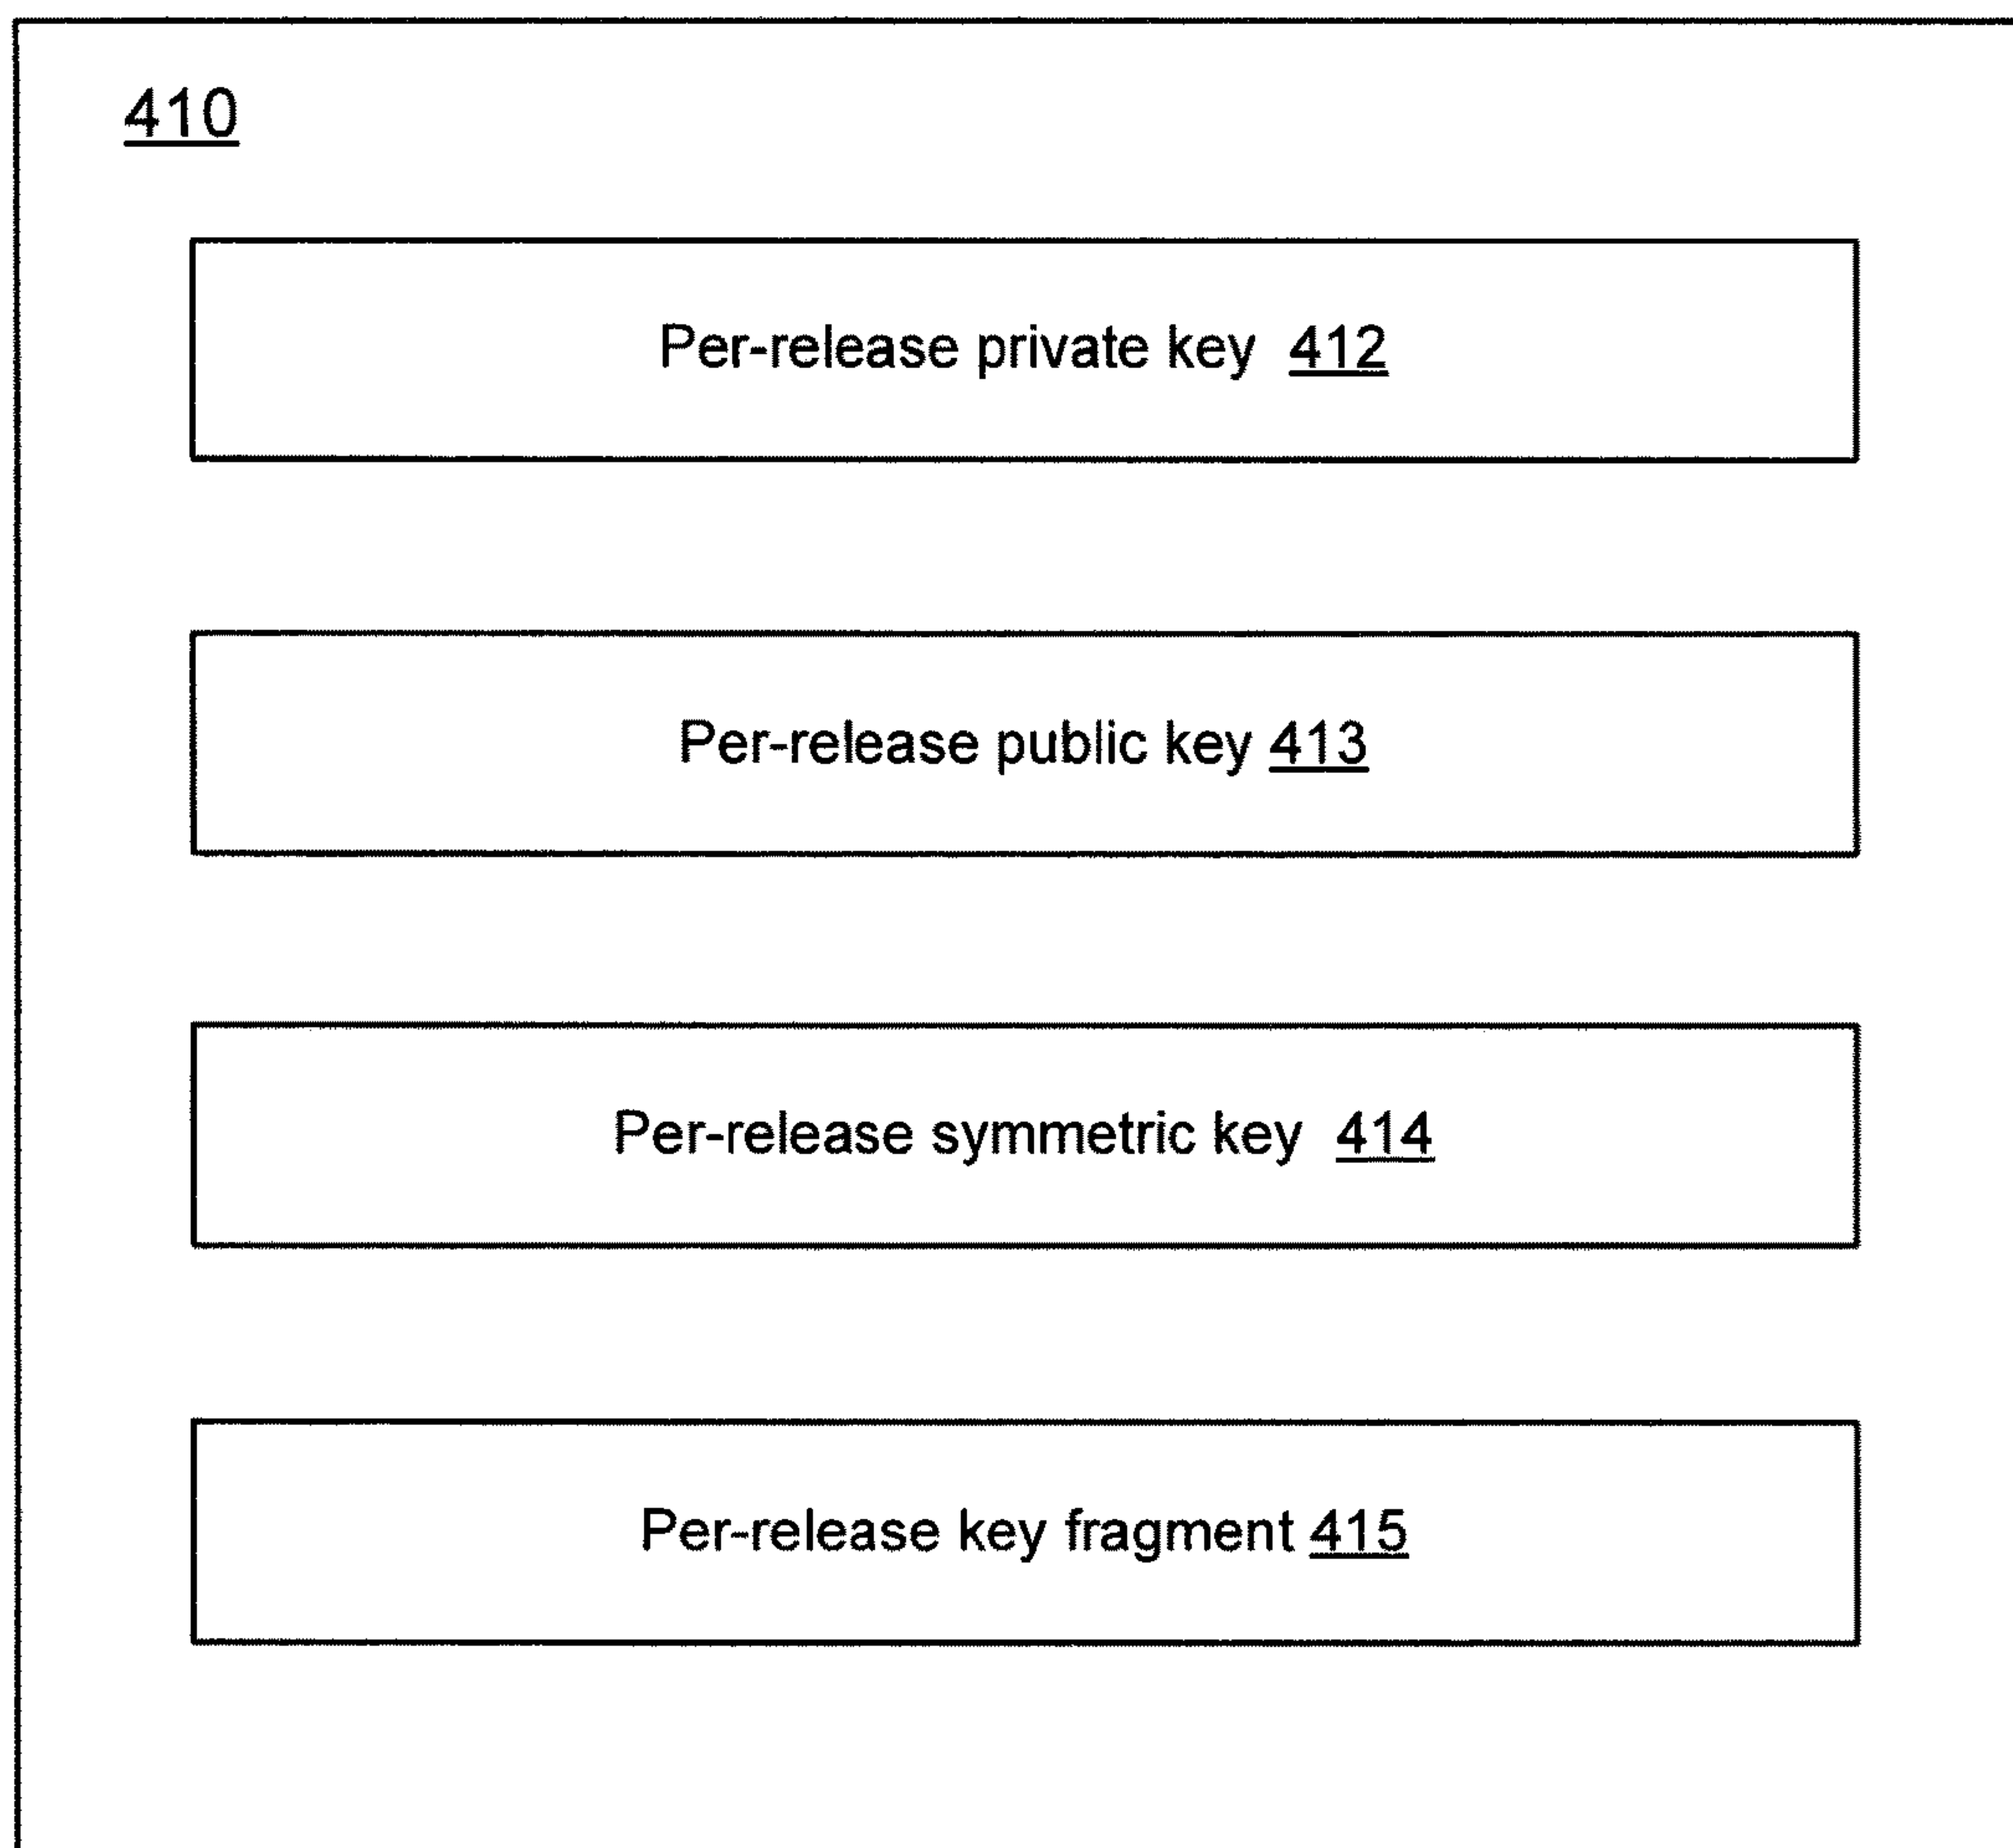 410
Per-release private key 412
Per-release public key 413
Per-release symmetric key 414
Per-release key fragment 415